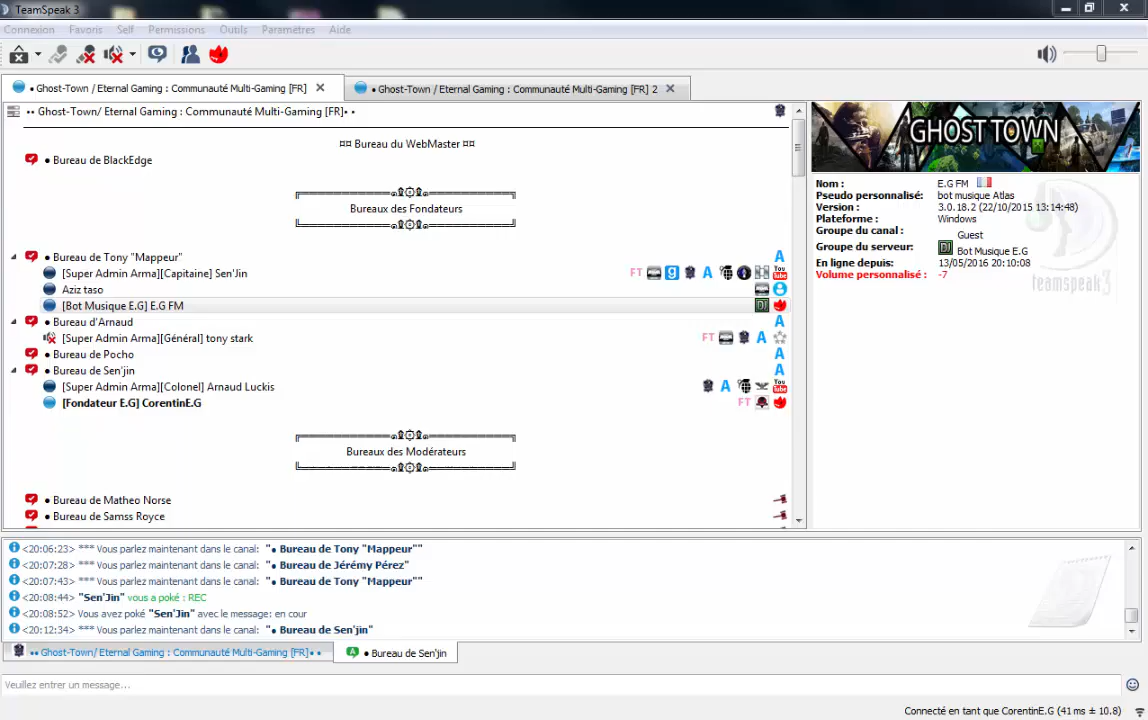 TeamSpeak 3
Connexion Favoris Self Permissions Outils Paramètres Aide
• Ghost-Town / Eternal Gaming : Communauté Multi-Gaming [FR]
• Ghost-Town / Eternal Gaming : Communauté Multi-Gaming [FR] 2
•• Ghost-Town/ Eternal Gaming : Communauté Multi-Gaming [FR]• •
¤¤ Bureau du WebMaster ¤¤
● Bureau de BlackEdge
Bureaux des Fondateurs
● Bureau de Tony "Mappeur"
[Super Admin Arma][Capitaine] Sen'Jin
Aziz taso
[Bot Musique E.G] E.G FM
● Bureau d'Arnaud
[Super Admin Arma][Général] tony stark
● Bureau de Pocho
● Bureau de Sen'jin
[Super Admin Arma][Colonel] Arnaud Luckis
[Fondateur E.G] CorentinE.G
Bureaux des Modérateurs
● Bureau de Matheo Norse
● Bureau de Samss Royce
GHOST TOWN
Nom : E.G FM
Pseudo personnalisé: bot musique Atlas
Version : 3.0.18.2 (22/10/2015 13:14:48)
Plateforme : Windows
Groupe du canal : Guest
Groupe du serveur: Bot Musique E.G
En ligne depuis: 13/05/2016 20:10:08
Volume personnalisé : -7
teamspeak3
<20:06:23> *** Vous parlez maintenant dans le canal: "● Bureau de Tony "Mappeur""
<20:07:28> *** Vous parlez maintenant dans le canal: "● Bureau de Jérémy Pérez"
<20:07:43> *** Vous parlez maintenant dans le canal: "● Bureau de Tony "Mappeur""
<20:08:44> "Sen'Jin" vous a poké : REC
<20:08:52> Vous avez poké "Sen'Jin" avec le message: en cour
<20:12:34> *** Vous parlez maintenant dans le canal: "● Bureau de Sen'jin"
•• Ghost-Town/ Eternal Gaming : Communauté Multi-Gaming [FR]• •
● Bureau de Sen'jin
Veuillez entrer un message...
Connecté en tant que CorentinE.G (41 ms ± 10.8)